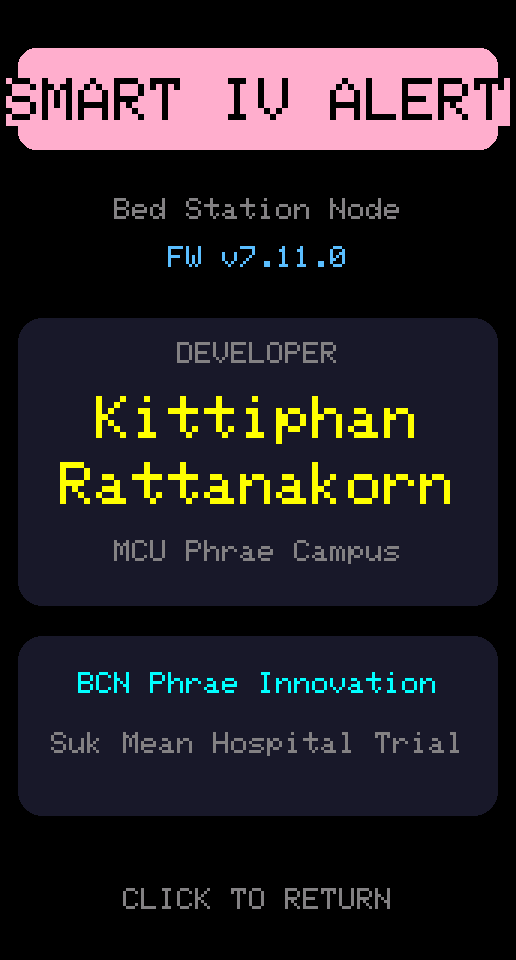 SMART IV ALERT
Bed Station Node
FW v7.11.0
DEVELOPER
Kittiphan
Rattanakorn
MCU Phrae Campus
BCN Phrae Innovation
Suk Mean Hospital Trial
CLICK TO RETURN